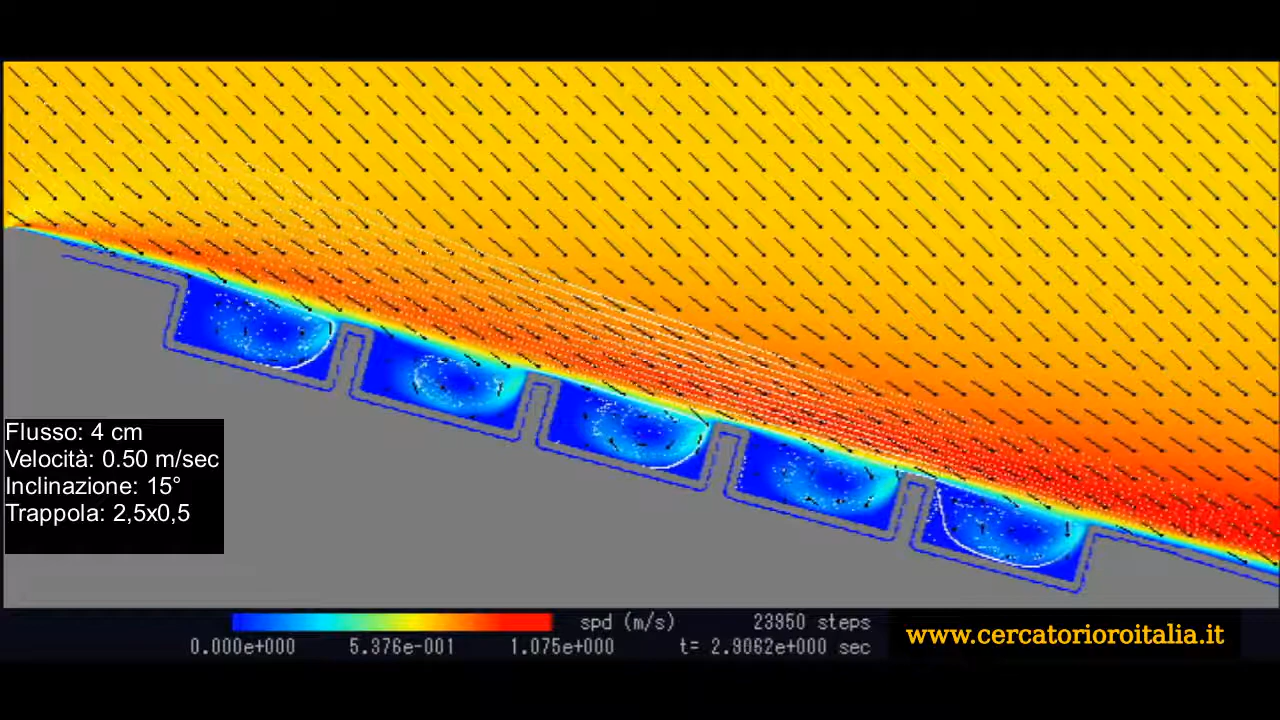 Flusso: 4 cm
Velocità: 0.50 m/sec
Inclinazione: 15°
Trappola: 2,5x0,5
spd (m/s) 23950 steps
0.000e+000 5.376e-001 1.075e+000 t= 2.9062e+000 sec
www.cercatorioroitalia.it